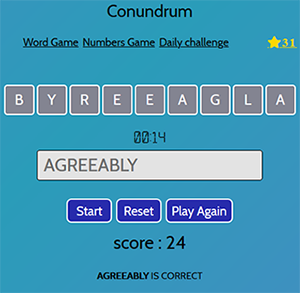 Conundrum
Word Game Numbers Game Daily challenge ★31
B Y R E E A G L A
00:14
AGREEABLY
Start Reset Play Again
score : 24
AGREEABLY IS CORRECT